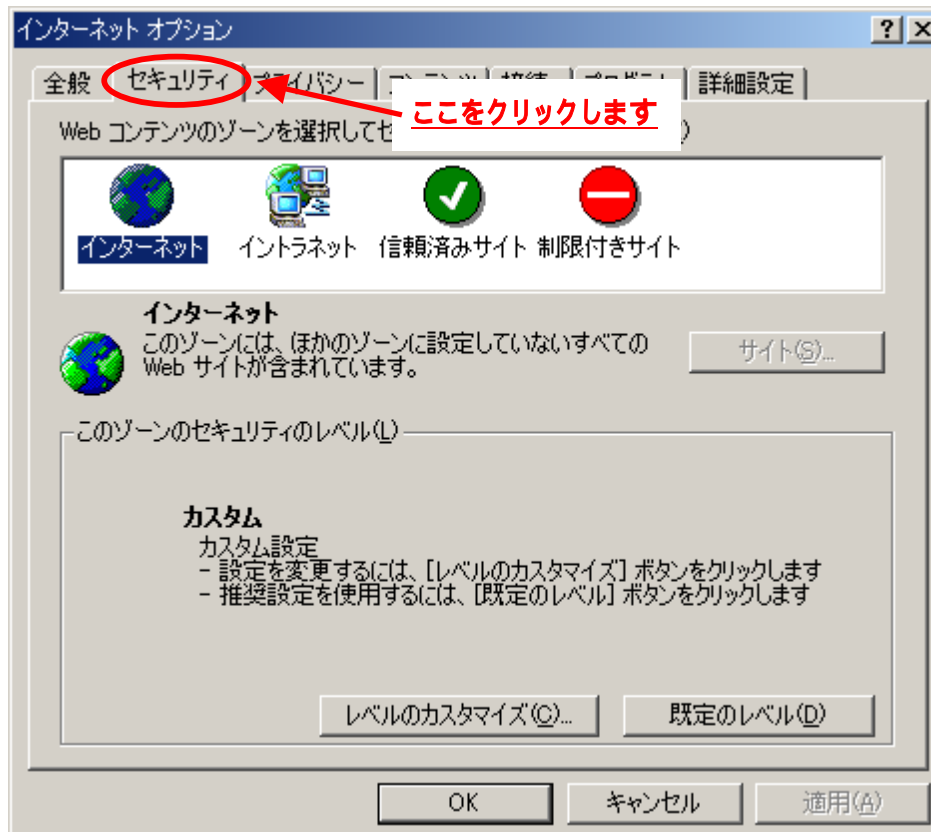 インターネット オプション
全般 セキュリティ プライバシー 詳細設定
ここをクリックします
Web コンテンツのゾーンを選択してセ
インターネット イントラネット 信頼済みサイト 制限付きサイト
インターネット
このゾーンには、ほかのゾーンに設定していないすべての
Web サイトが含まれています。
サイト(S)...
このゾーンのセキュリティのレベル(L)
カスタム
カスタム設定
- 設定を変更するには、[レベルのカスタマイズ] ボタンをクリックします
- 推奨設定を使用するには、[既定のレベル] ボタンをクリックします
レベルのカスタマイズ(C)... 既定のレベル(D)
OK キャンセル 適用(A)